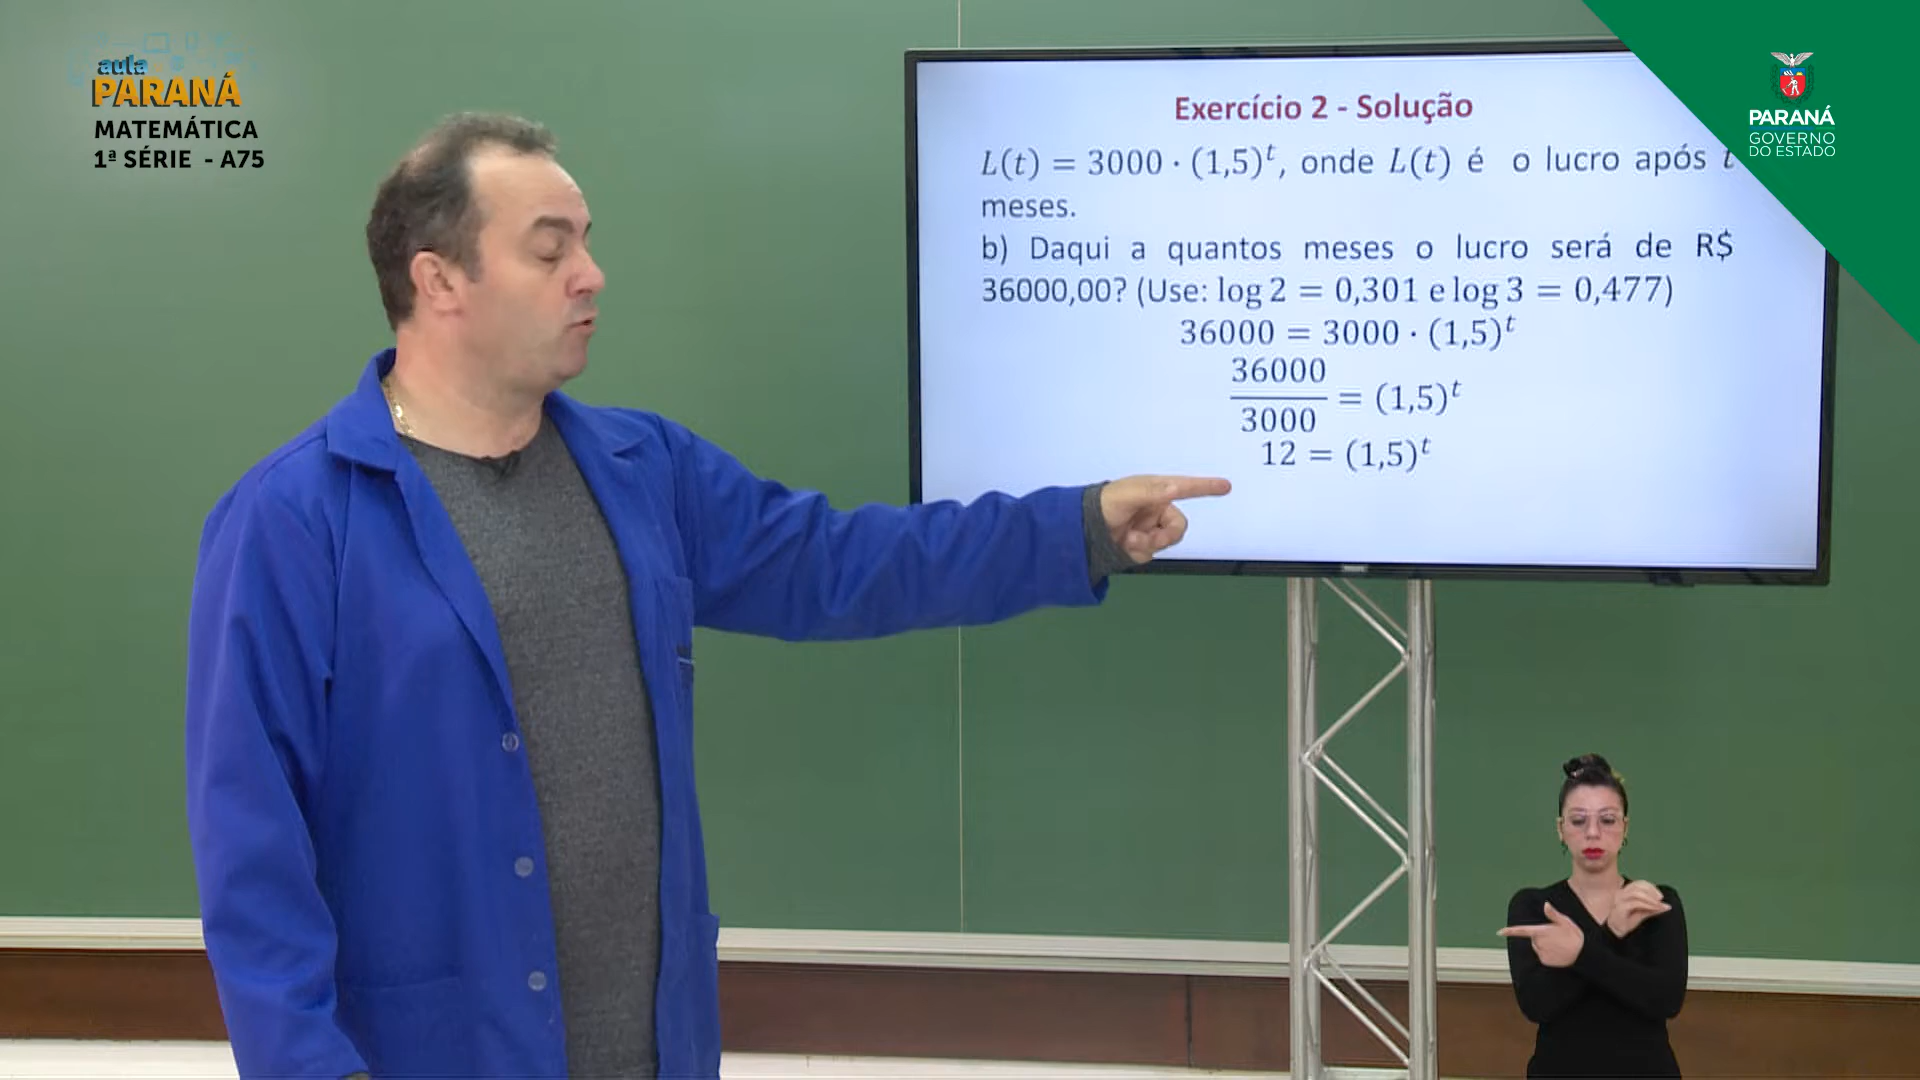 aula
PARANÁ
MATEMÁTICA
1ª SÉRIE - A75
Exercício 2 - Solução
L(t) = 3000 · (1,5)^t, onde L(t) é o lucro após t
meses.
b) Daqui a quantos meses o lucro será de R$
36000,00? (Use: log 2 = 0,301 e log 3 = 0,477)
36000 = 3000 · (1,5)^t
36000
3000
= (1,5)^t
12 = (1,5)^t
PARANÁ
GOVERNO
DO ESTADO